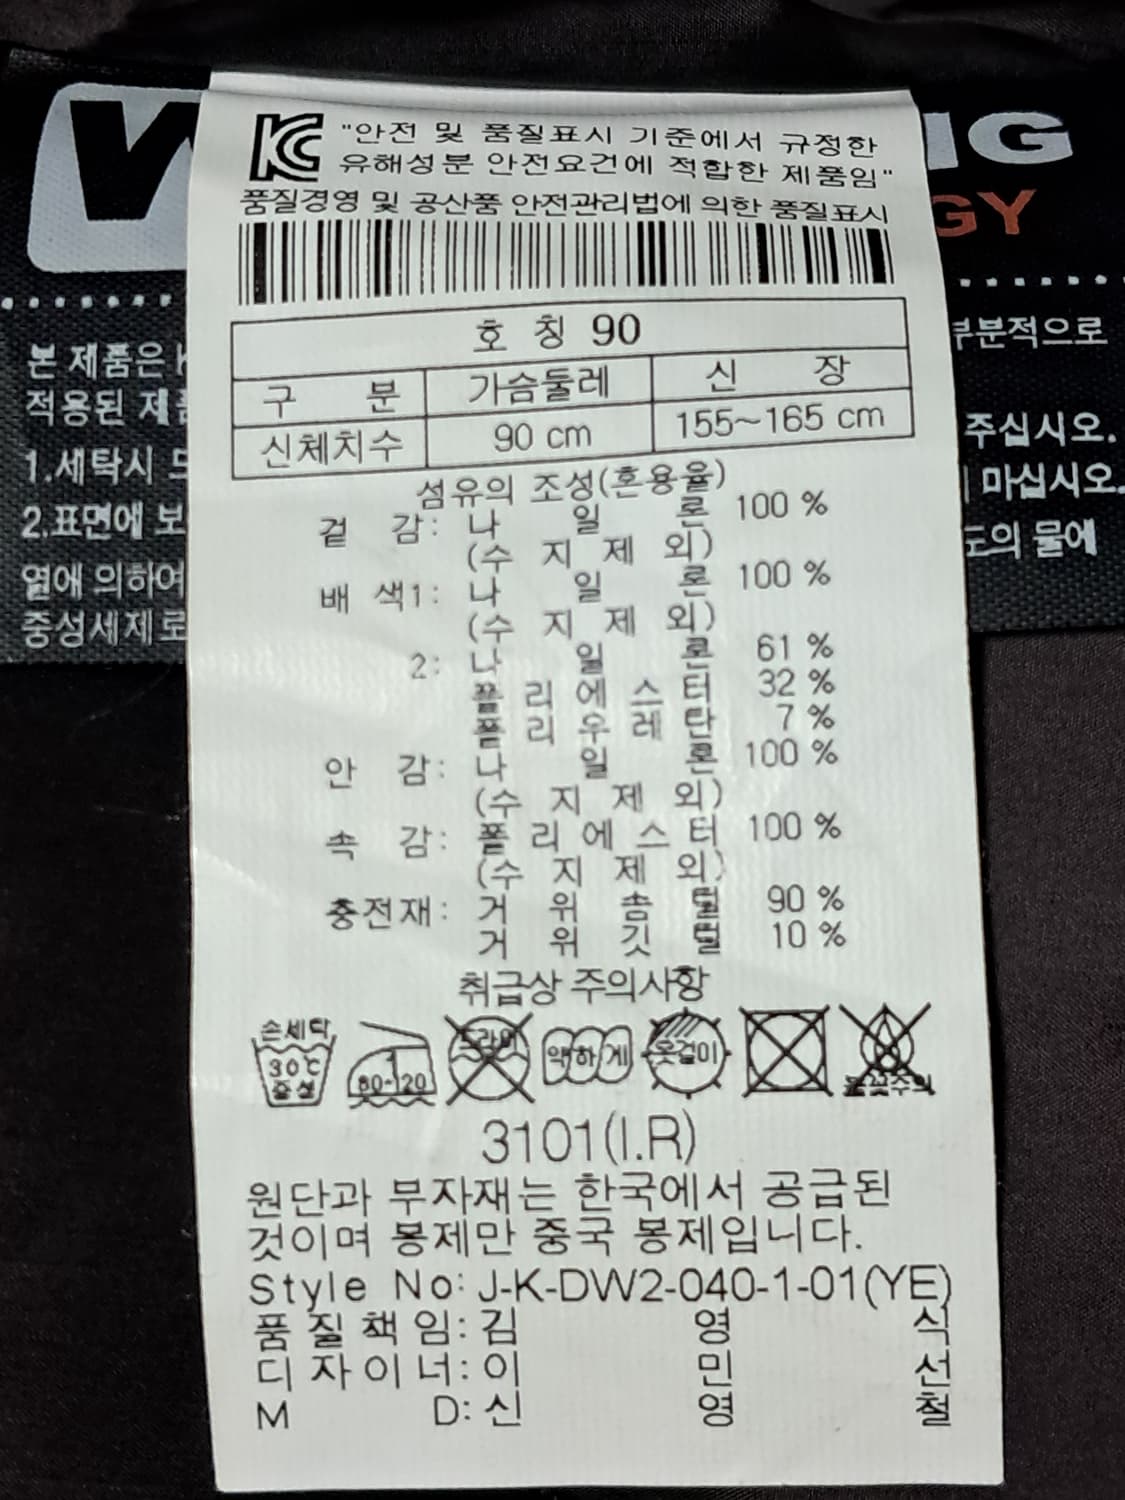 "안전 및 품질표시 기준에서 규정한
유해성분 안전요건에 적합한 제품임"
품질경영 및 공산품 안전관리법에 의한 품질표시
호 칭 90
구 분 가슴둘레 신 장
신체치수 90 cm 155~165 cm
섬유의 조성(혼용율)
겉 감: 나 일 론 100 %
(수 지 제 외)
배 색1: 나 일 론 100 %
(수 지 제 외)
2: 나 일 론 61 %
폴 리 에 스 터 32 %
폴 리 우 레 탄 7 %
안 감: 나 일 론 100 %
(수 지 제 외)
속 감: 폴 리 에 스 터 100 %
(수 지 제 외)
충전재: 거 위 솜 털 90 %
거 위 깃 털 10 %
취급상 주의사항
손세탁 30℃ 중성
1 80-120
드라이
약하게
옷걸이
불꽃주의
3101(I.R)
원단과 부자재는 한국에서 공급된
것이며 봉제만 중국 봉제입니다.
Style No: J-K-DW2-040-1-01(YE)
품 질 책 임: 김 영 식
디 자 이 너: 이 민 선
M D: 신 영 철
본 제품은
부분적으로
적용된
주십시오.
1.세탁시
마십시오.
2.표면에
도의 물에
열에 의하여
중성세제로